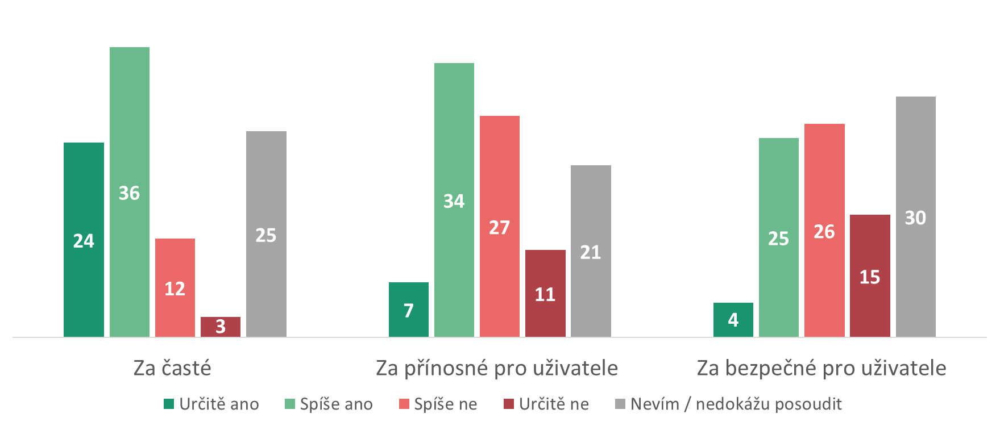 24
36
12
3
25
7
34
27
11
21
4
25
26
15
30
Za časté
Za přínosné pro uživatele
Za bezpečné pro uživatele
Určitě ano
Spíše ano
Spíše ne
Určitě ne
Nevím / nedokážu posoudit